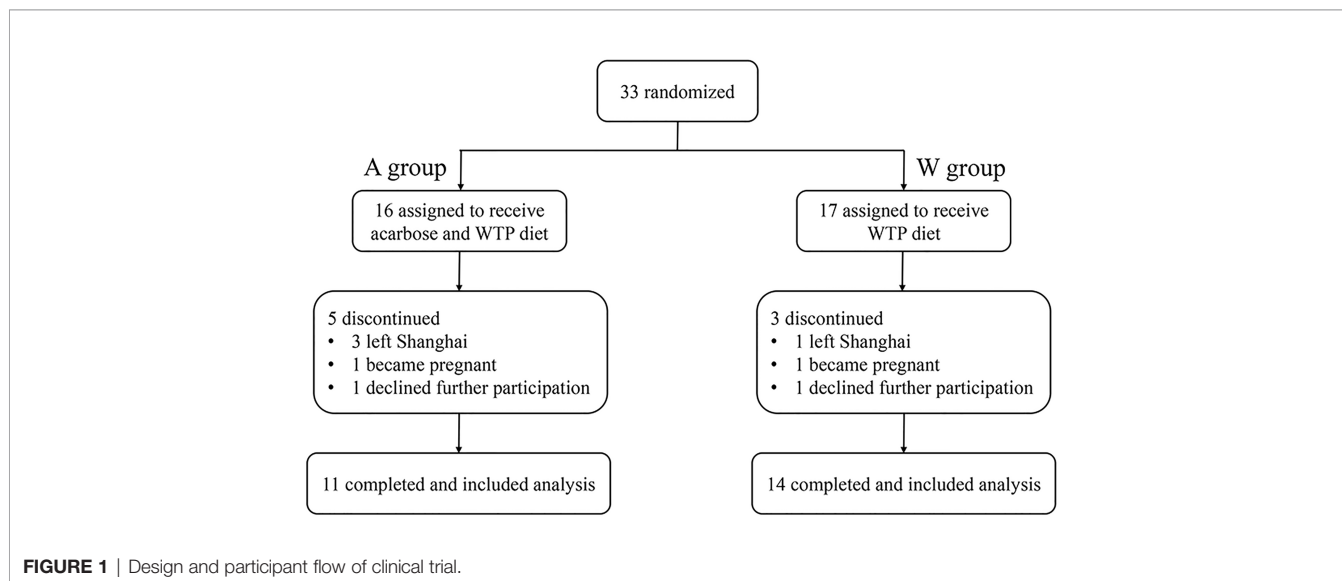 33 randomized
A group
W group
16 assigned to receive
acarbose and WTP diet
17 assigned to receive
WTP diet
5 discontinued
• 3 left Shanghai
• 1 became pregnant
• 1 declined further participation
3 discontinued
• 1 left Shanghai
• 1 became pregnant
• 1 declined further participation
11 completed and included analysis
14 completed and included analysis
FIGURE 1 | Design and participant flow of clinical trial.